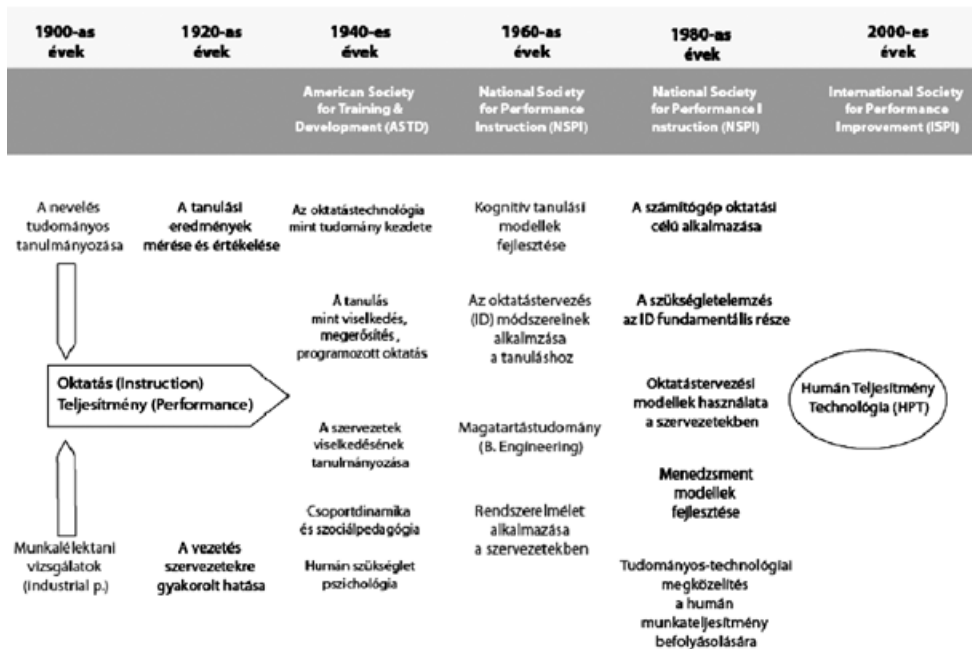 1900-as
évek
1920-as
évek
1940-es
évek
1960-as
évek
1980-as
évek
2000-es
évek
American Society
for Training &
Development (ASTD)
National Society
for Performance
Instruction (NSPI)
National Society
for Performance I
nstruction (NSPI)
International Society
for Performance
Improvement (ISPI)
A nevelés
tudományos
tanulmányozása
A tanulási
eredmények
mérése és értékelése
Az oktatástechnológia
mint tudomány kezdete
Kognitív tanulási
modellek
fejlesztése
A számítógép oktatási
célú alkalmazása
A tanulás
mint viselkedés,
megerősítés,
programozott oktatás
Az oktatástervezés
(ID) módszereinek
alkalmzása
a tanuláshoz
A szükségletelemzés
az ID fundamentális része
Oktatás (Instruction)
Teljesítmény (Performance)
Oktatástervezési
modellek használata
a szervezetekben
Humán Teljesítmény
Technológia (HPT)
A szervezetek
viselkedésének
tanulmányozása
Magatartástudomány
(B. Engineering)
Menedzsment
modellek
fejlesztése
Csoportdinamika
és szociálpedagógia
Rendszerelmélet
alkalmazása
a szervezetekben
Munkalélektani
vizsgálatok
(industrial p.)
A vezetés
szervezetekre
gyakorolt hatása
Humán szükséglet
pszichológia
Tudományos-technológiai
megközelítés
a humán
munkateljesítmény
befolyásolására